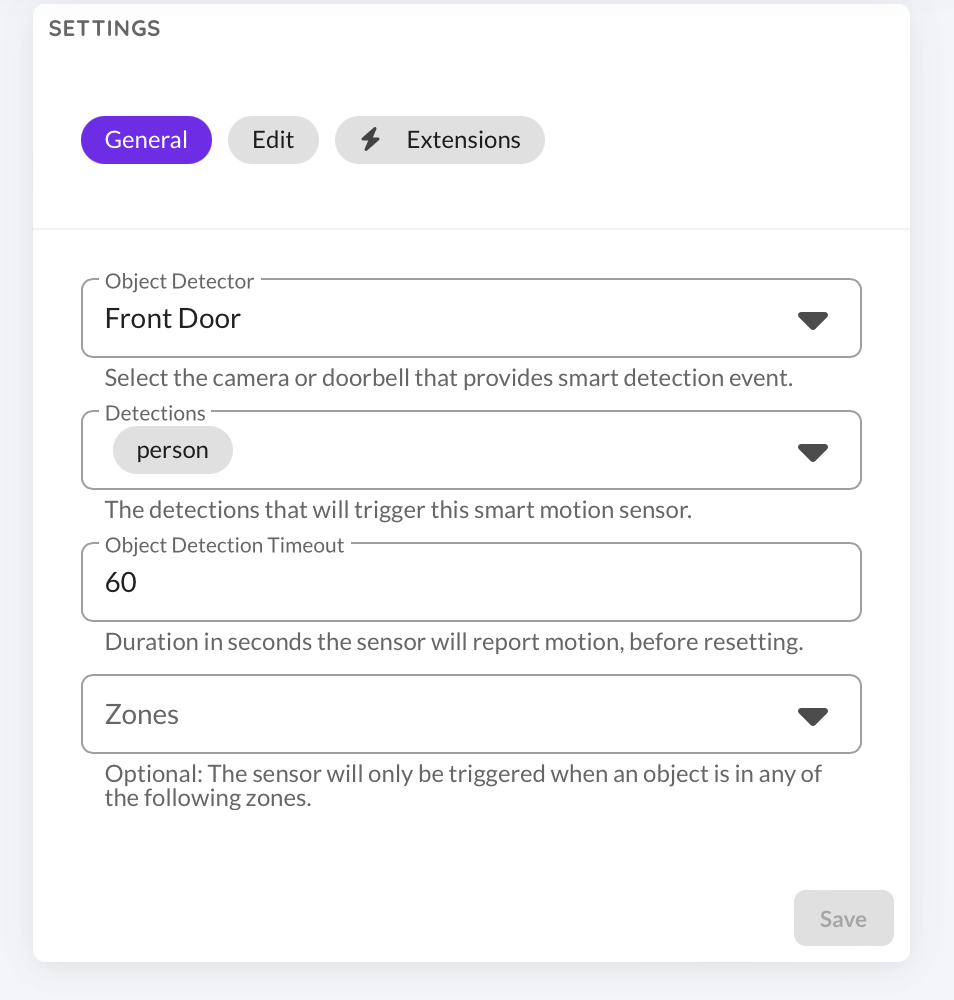 SETTINGS
General Edit Extensions
Object Detector
Front Door
Select the camera or doorbell that provides smart detection event.
Detections
person
The detections that will trigger this smart motion sensor.
Object Detection Timeout
60
Duration in seconds the sensor will report motion, before resetting.
Zones
Optional: The sensor will only be triggered when an object is in any of
the following zones.
Save